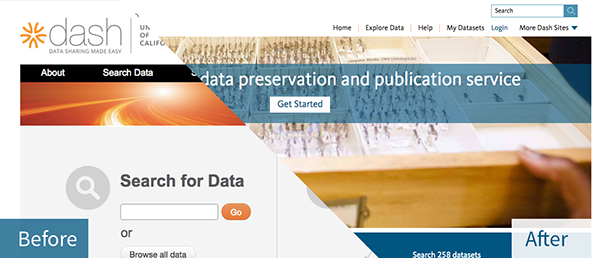 Search
dash
DATA SHARING MADE EASY
UN
OF
CALIFO
Home Explore Data Help My Datasets Login More Dash Sites
About Search Data S
data preservation and publication service
Get Started
Search for Data
Go
or
Browse all data
Search 258 datasets
Before
After